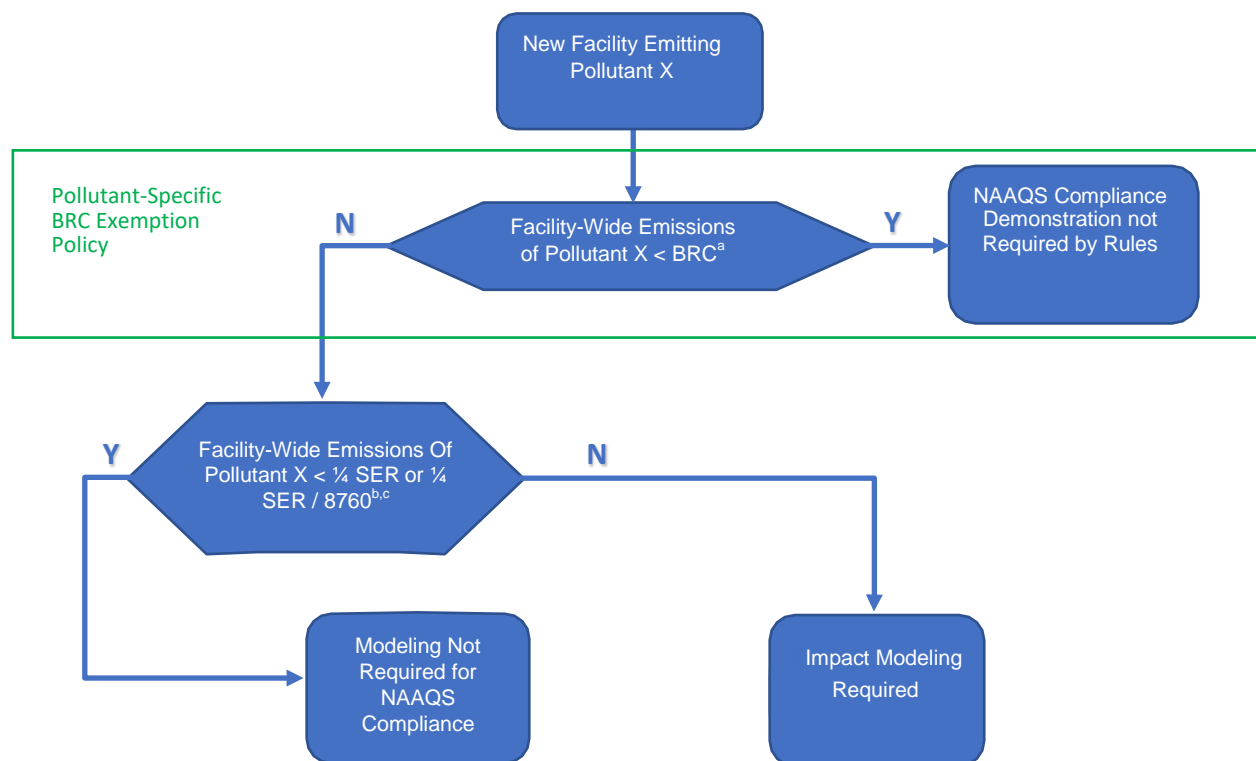 New Facility Emitting
Pollutant X
Pollutant-Specific
BRC Exemption
Policy
N
Facility-Wide Emissions
of Pollutant X < BRCᵃ
Y
NAAQS Compliance
Demonstration not
Required by Rules
Y
Facility-Wide Emissions Of
Pollutant X < ¼ SER or ¼
SER / 8760ᵇ,ᶜ
N
Modeling Not
Required for
NAAQS
Compliance
Impact Modeling
Required